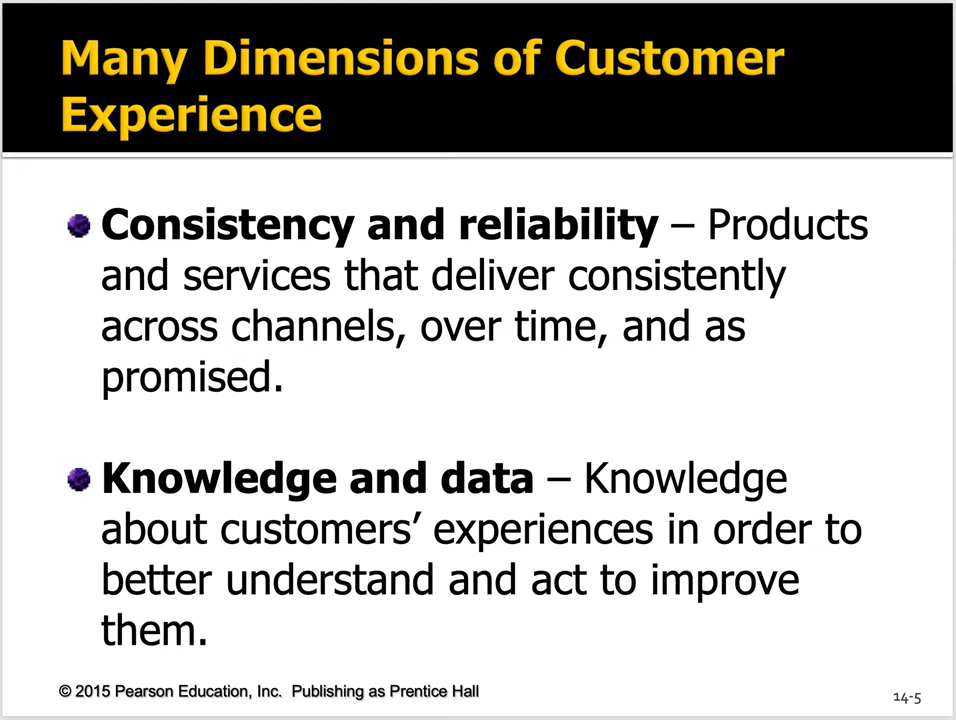 Many Dimensions of Customer
Experience
Consistency and reliability – Products
and services that deliver consistently
across channels, over time, and as
promised.
Knowledge and data – Knowledge
about customers’ experiences in order to
better understand and act to improve
them.
© 2015 Pearson Education, Inc.  Publishing as Prentice Hall
14-5